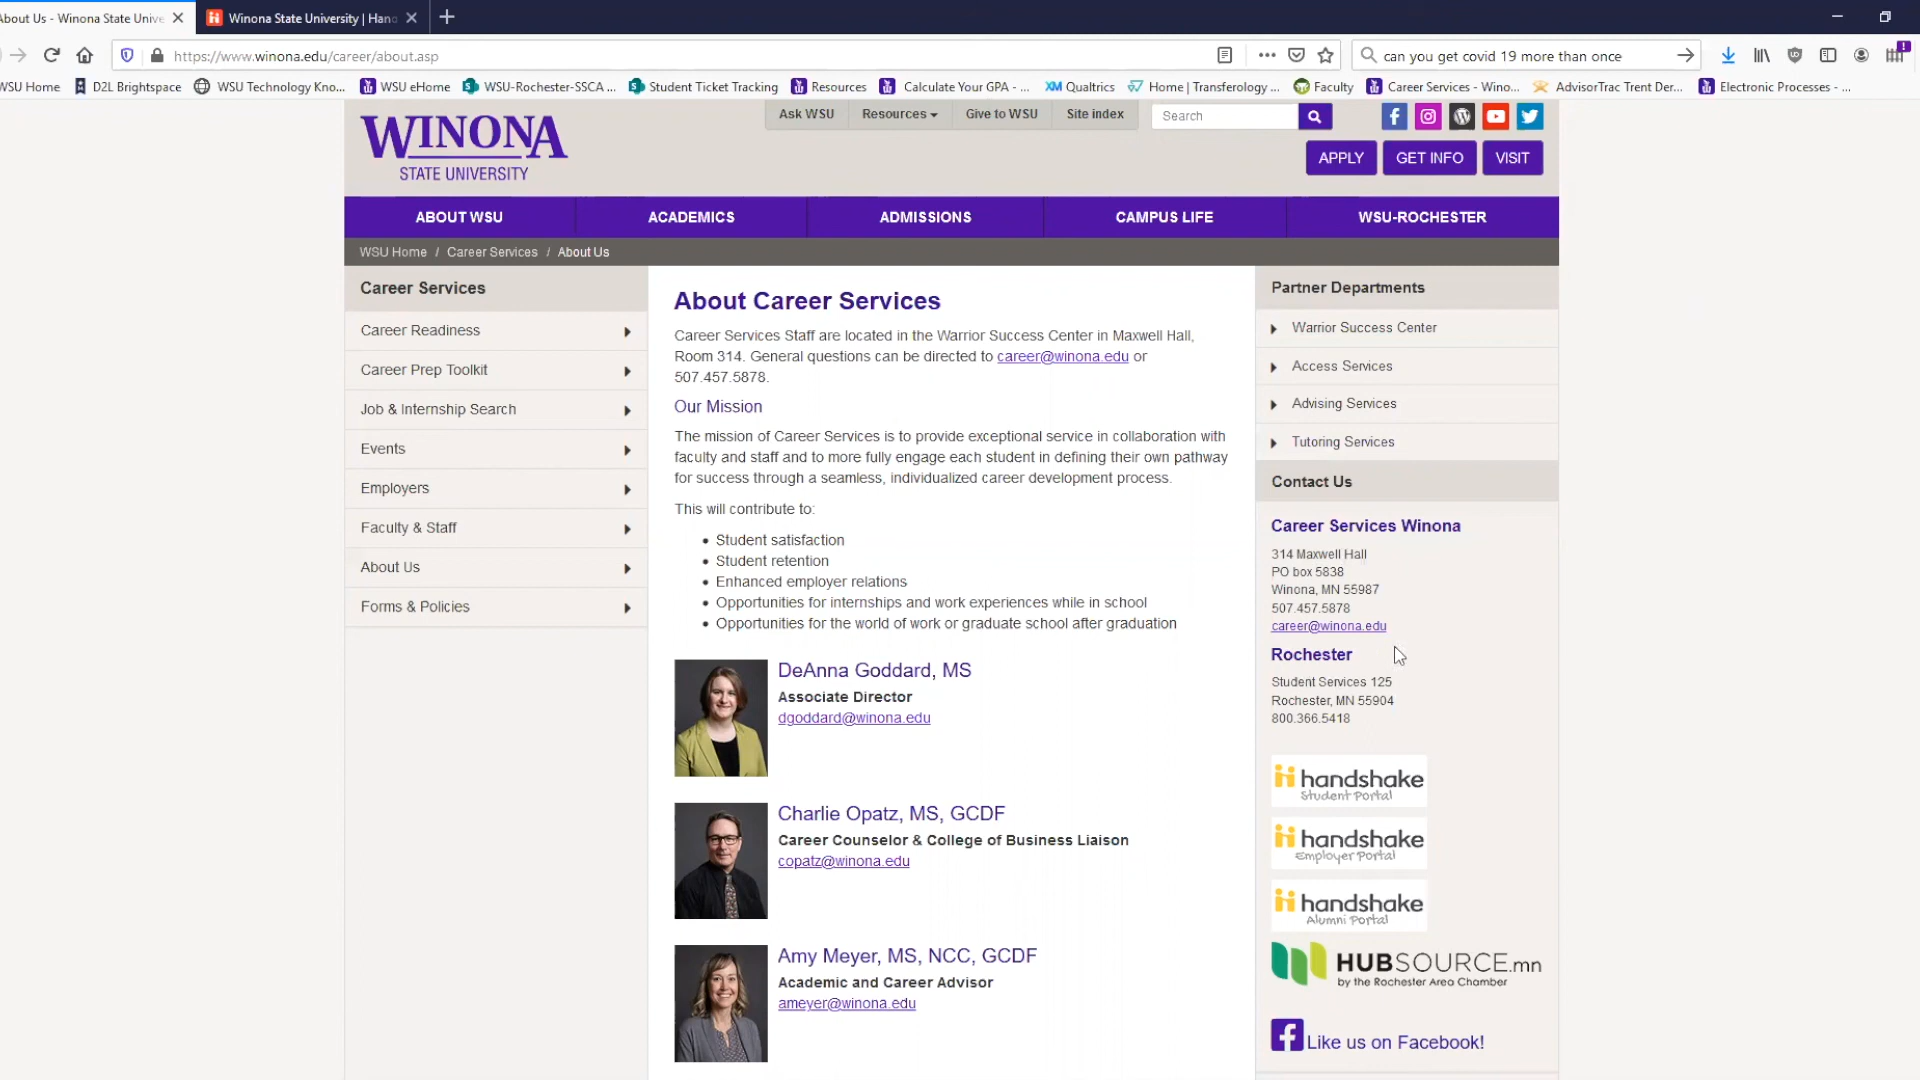 About Us - Winona State Unive
Winona State University | Han
https://www.winona.edu/career/about.asp
can you get covid 19 more than once
WSU Home
D2L Brightspace
WSU Technology Kno...
WSU eHome
WSU-Rochester-SSCA ...
Student Ticket Tracking
Resources
Calculate Your GPA - ...
Qualtrics
Home | Transferology ...
Faculty
Career Services - Wino...
AdvisorTrac Trent Der...
Electronic Processes - ...
WINONA
STATE UNIVERSITY
Ask WSU
Resources
Give to WSU
Site index
Search
APPLY
GET INFO
VISIT
ABOUT WSU
ACADEMICS
ADMISSIONS
CAMPUS LIFE
WSU-ROCHESTER
WSU Home / Career Services / About Us
Career Services
Career Readiness
Career Prep Toolkit
Job & Internship Search
Events
Employers
Faculty & Staff
About Us
Forms & Policies
About Career Services
Career Services Staff are located in the Warrior Success Center in Maxwell Hall,
Room 314. General questions can be directed to career@winona.edu or
507.457.5878.
Our Mission
The mission of Career Services is to provide exceptional service in collaboration with
faculty and staff and to more fully engage each student in defining their own pathway
for success through a seamless, individualized career development process.
This will contribute to:
• Student satisfaction
• Student retention
• Enhanced employer relations
• Opportunities for internships and work experiences while in school
• Opportunities for the world of work or graduate school after graduation
DeAnna Goddard, MS
Associate Director
dgoddard@winona.edu
Charlie Opatz, MS, GCDF
Career Counselor & College of Business Liaison
copatz@winona.edu
Amy Meyer, MS, NCC, GCDF
Academic and Career Advisor
ameyer@winona.edu
Partner Departments
Warrior Success Center
Access Services
Advising Services
Tutoring Services
Contact Us
Career Services Winona
314 Maxwell Hall
PO box 5838
Winona, MN 55987
507.457.5878
career@winona.edu
Rochester
Student Services 125
Rochester, MN 55904
800.366.5418
handshake
Student Portal
handshake
Employer Portal
handshake
Alumni Portal
HUBSOURCE.mn
by the Rochester Area Chamber
Like us on Facebook!